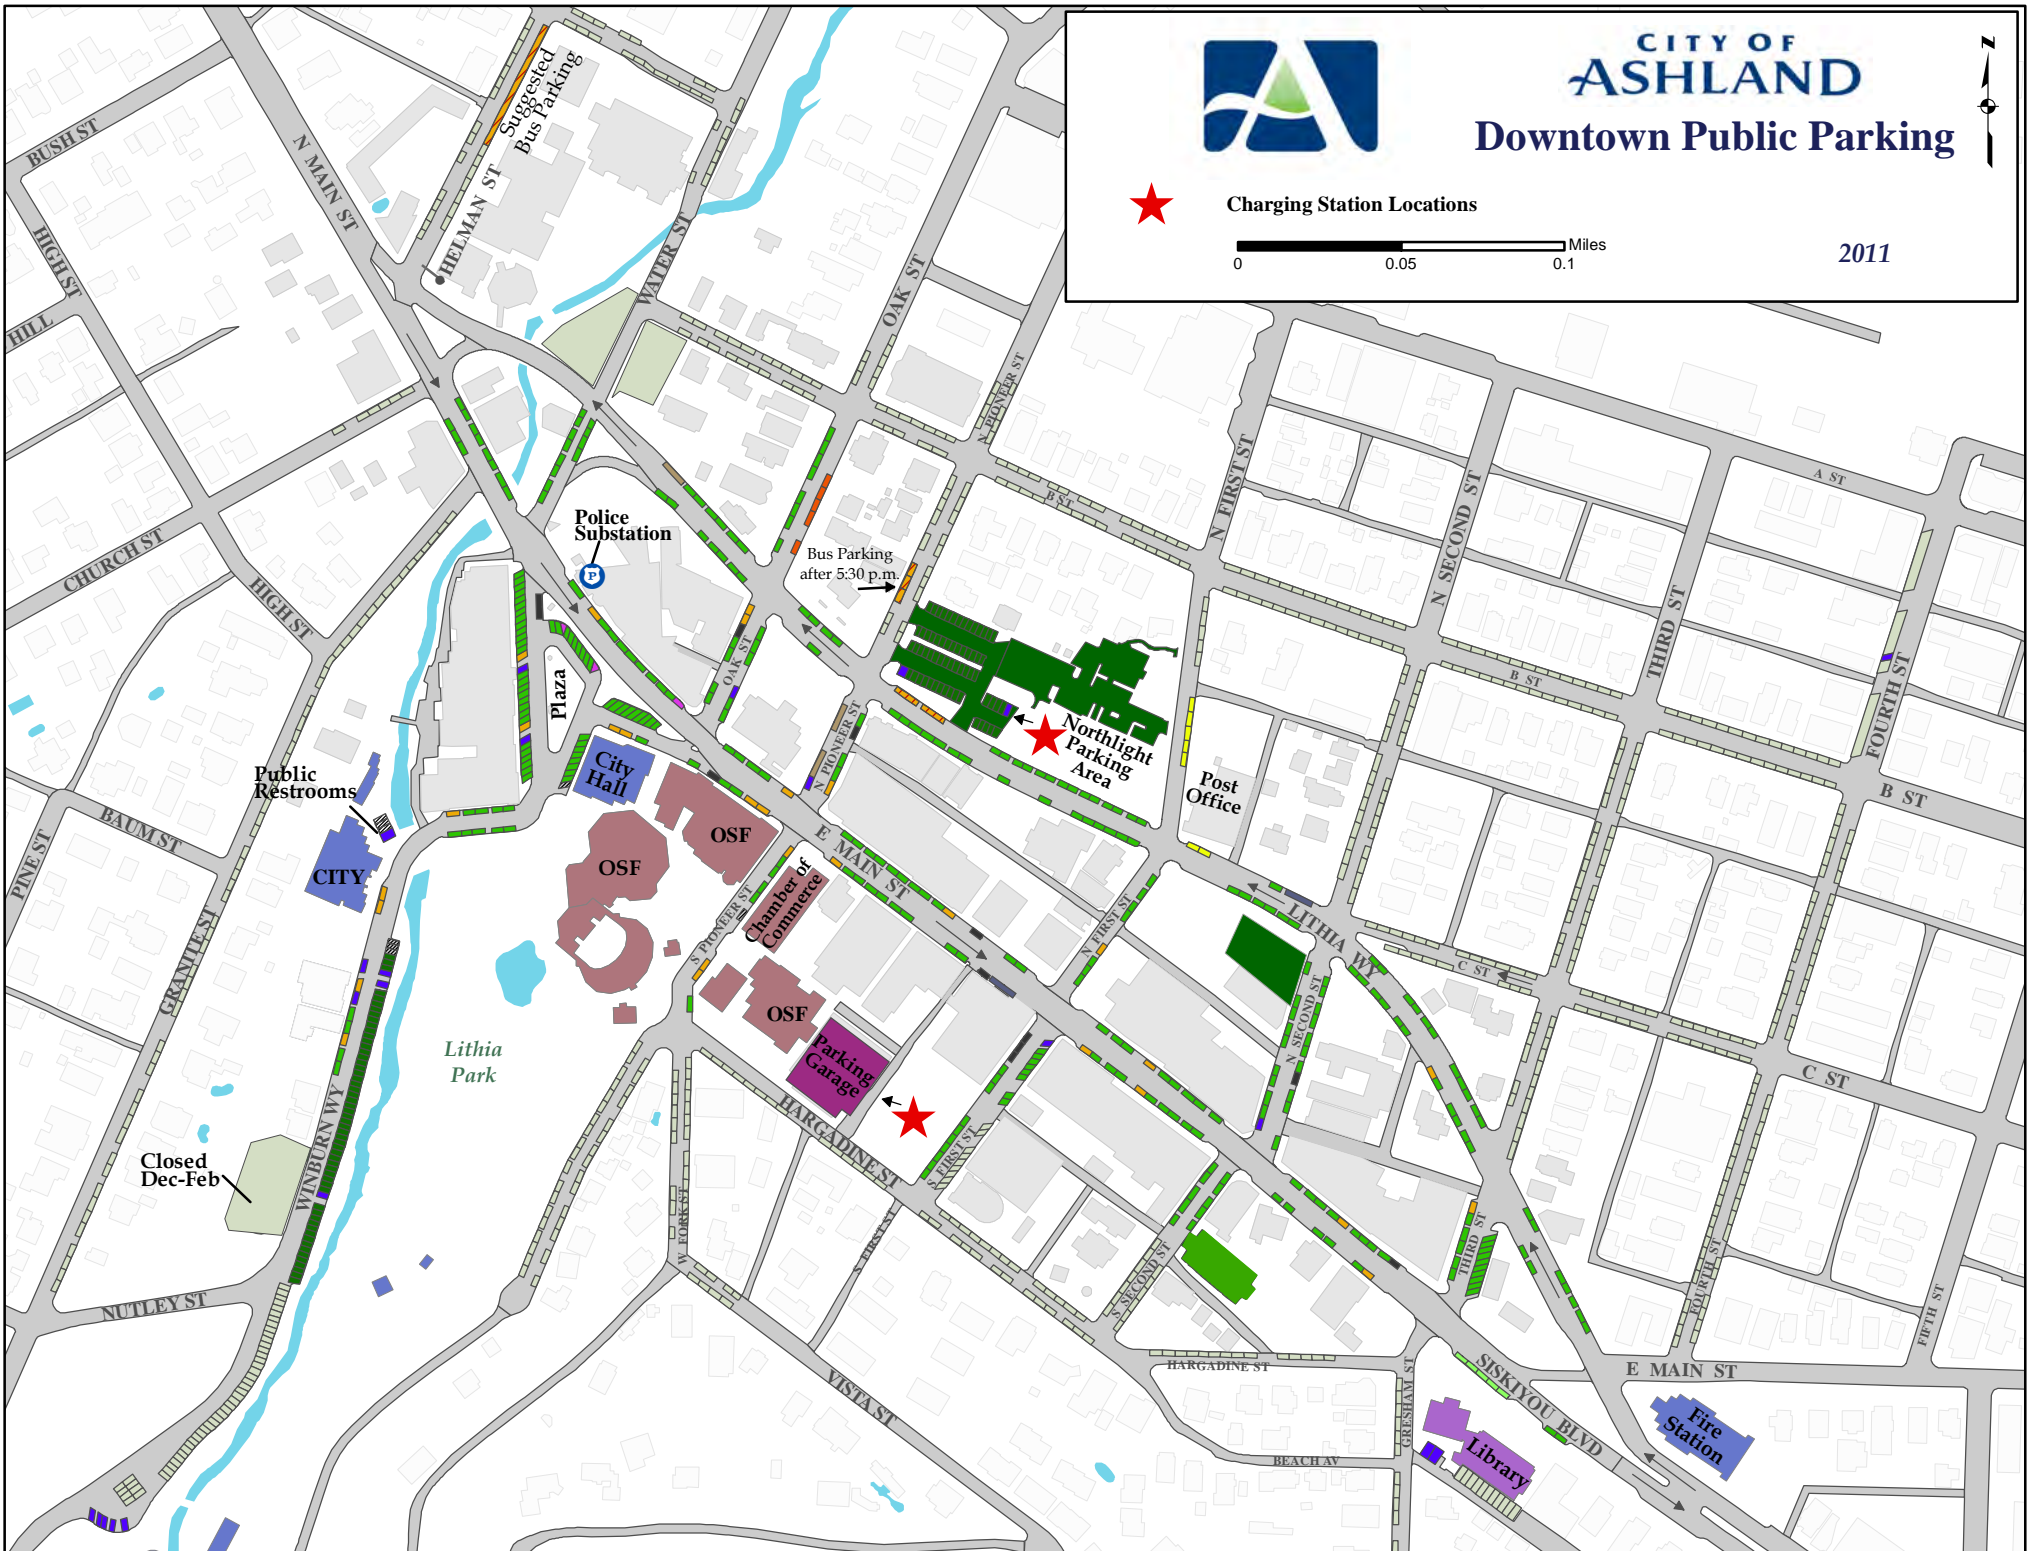 CITY OF
ASHLAND
Downtown Public Parking
Z
Charging Station Locations
Miles
0
0.05
0.1
2011
Suggested
Bus Parking
BUSH ST
N MAIN ST
HELMAN ST
WATER ST
OAK ST
HIGH ST
HILL
N PIONEER ST
N FIRST ST
N SECOND ST
A ST
B ST
CHURCH ST
HIGH ST
Police
Substation
P
Bus Parking
after 5:30 p.m.
THIRD ST
FOURTH ST
B ST
B ST
OAK ST
Plaza
N PIONEER ST
Northlight
Parking
Area
Post
Office
City
Hall
Public
Restrooms
BAUM ST
PINE ST
CITY
OSF
OSF
E MAIN ST
Chamber of
Commerce
S PIONEER ST
N FIRST ST
LITHIA WY
C ST
GRANITE ST
OSF
N SECOND ST
Lithia
Park
Parking
Garage
C ST
HARGADINE ST
S FIRST ST
WINBURN WY
Closed
Dec-Feb
W FORK ST
S FIRST ST
S SECOND ST
THIRD ST
FOURTH ST
FIFTH ST
NUTLEY ST
HARGADINE ST
GRESHAM ST
SISKIYOU BLVD
E MAIN ST
VISTA ST
Fire
Station
Library
BEACH AV